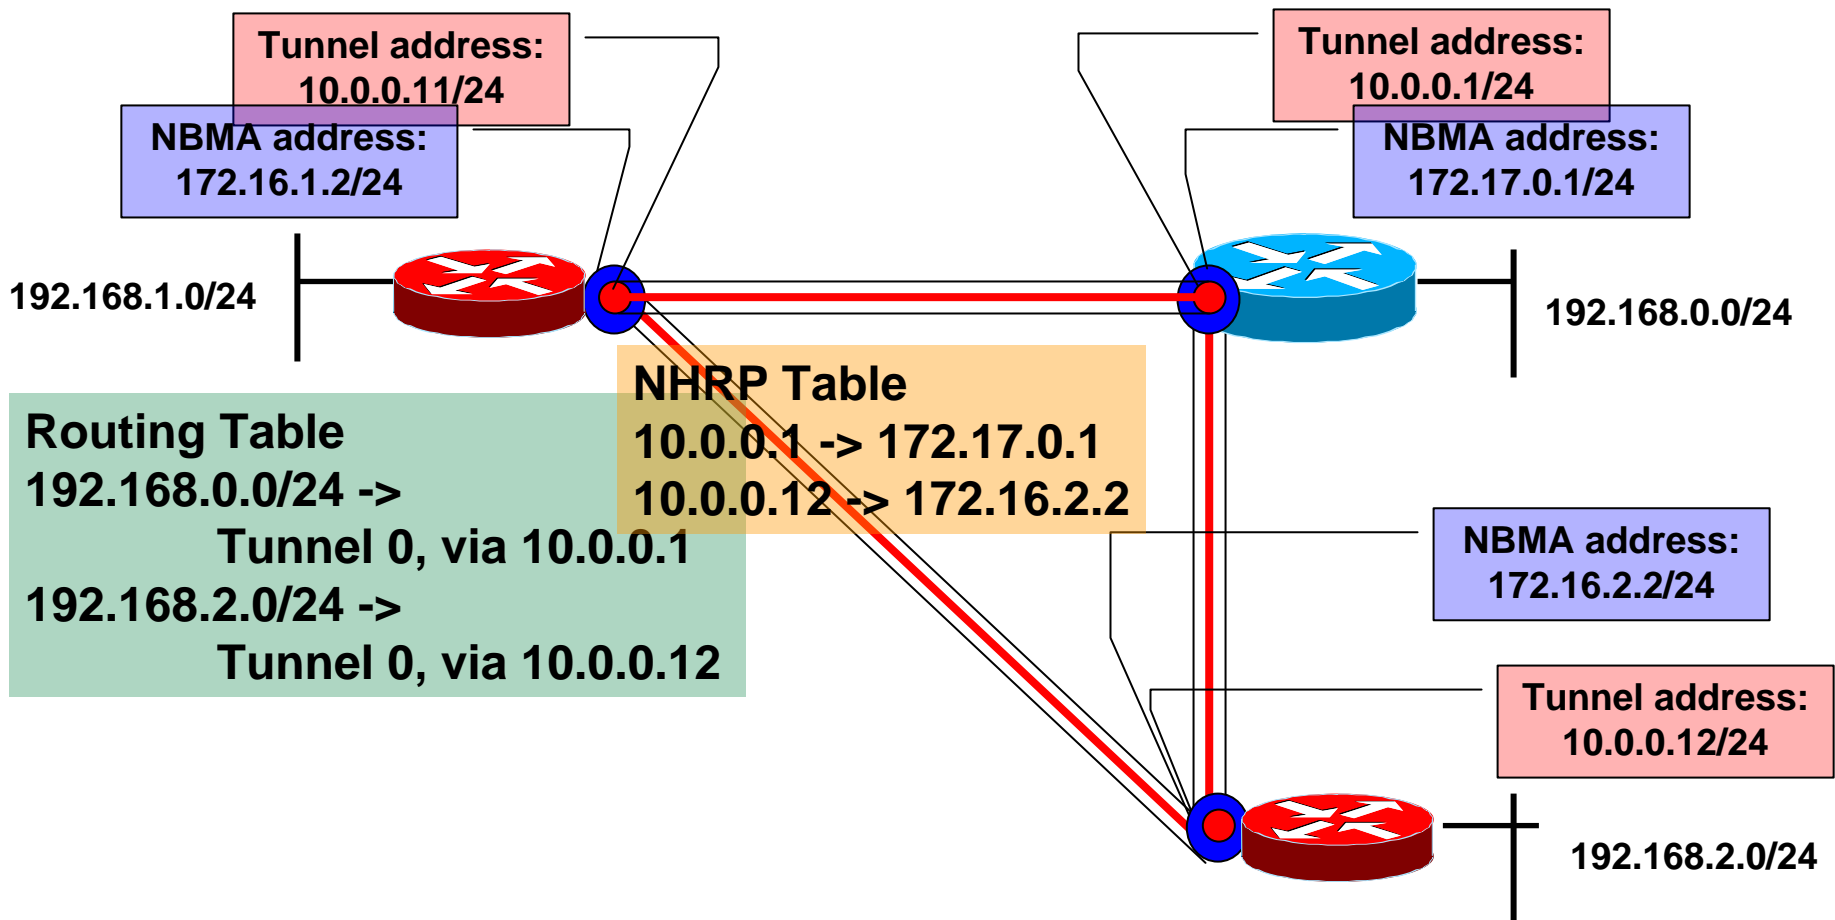 Tunnel address:
10.0.0.11/24
NBMA address:
172.16.1.2/24
Tunnel address:
10.0.0.1/24
NBMA address:
172.17.0.1/24
192.168.1.0/24
192.168.0.0/24
NHRP Table
10.0.0.1 -> 172.17.0.1
10.0.0.12 -> 172.16.2.2
Routing Table
192.168.0.0/24 ->
Tunnel 0, via 10.0.0.1
192.168.2.0/24 ->
Tunnel 0, via 10.0.0.12
NBMA address:
172.16.2.2/24
Tunnel address:
10.0.0.12/24
192.168.2.0/24